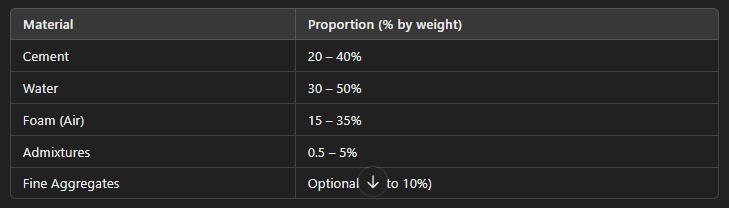 Material Proportion (% by weight)
Cement 20 – 40%
Water 30 – 50%
Foam (Air) 15 – 35%
Admixtures 0.5 – 5%
Fine Aggregates Optional to 10%)